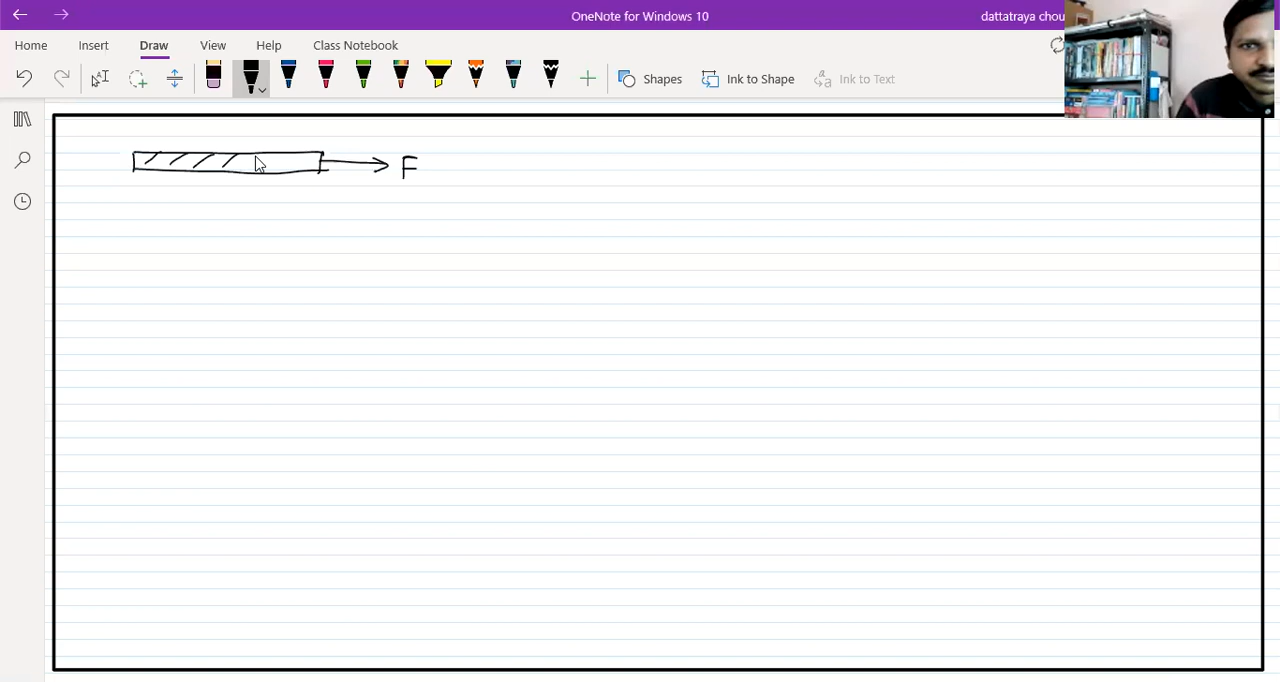 OneNote for Windows 10
dattatraya chou
Home Insert Draw View Help Class Notebook
Shapes Ink to Shape Ink to Text
F